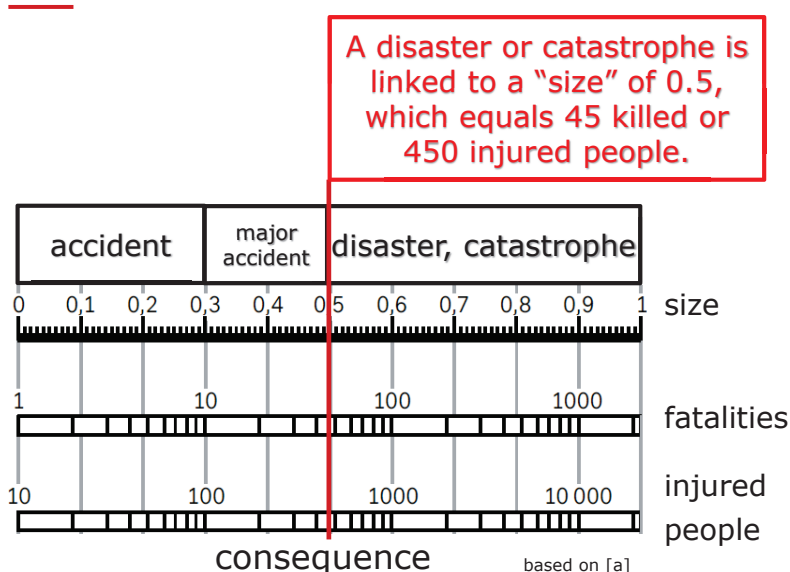 A disaster or catastrophe is
linked to a “size” of 0.5,
which equals 45 killed or
450 injured people.
accident
major
accident
disaster, catastrophe
0 0,1 0,2 0,3 0,4 0,5 0,6 0,7 0,8 0,9 1 size
1 10 100 1000
fatalities
10 100 1000 10 000
injured
people
consequence
based on [a]